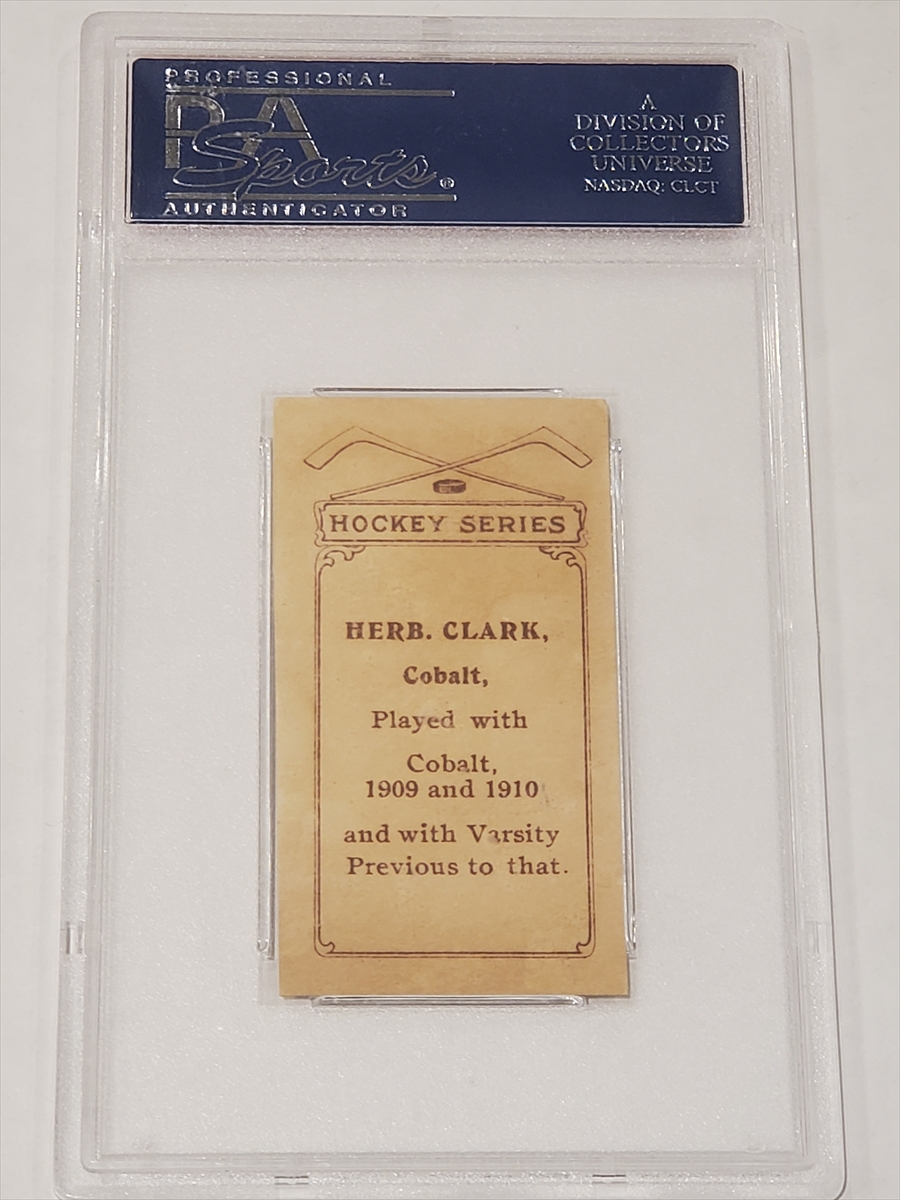 PROFESSIONAL
PSA
Sports®
AUTHENTICATOR
A
DIVISION OF
COLLECTORS
UNIVERSE
NASDAQ: CLCT
HOCKEY SERIES
HERB. CLARK,
Cobalt,
Played with
Cobalt,
1909 and 1910
and with Varsity
Previous to that.